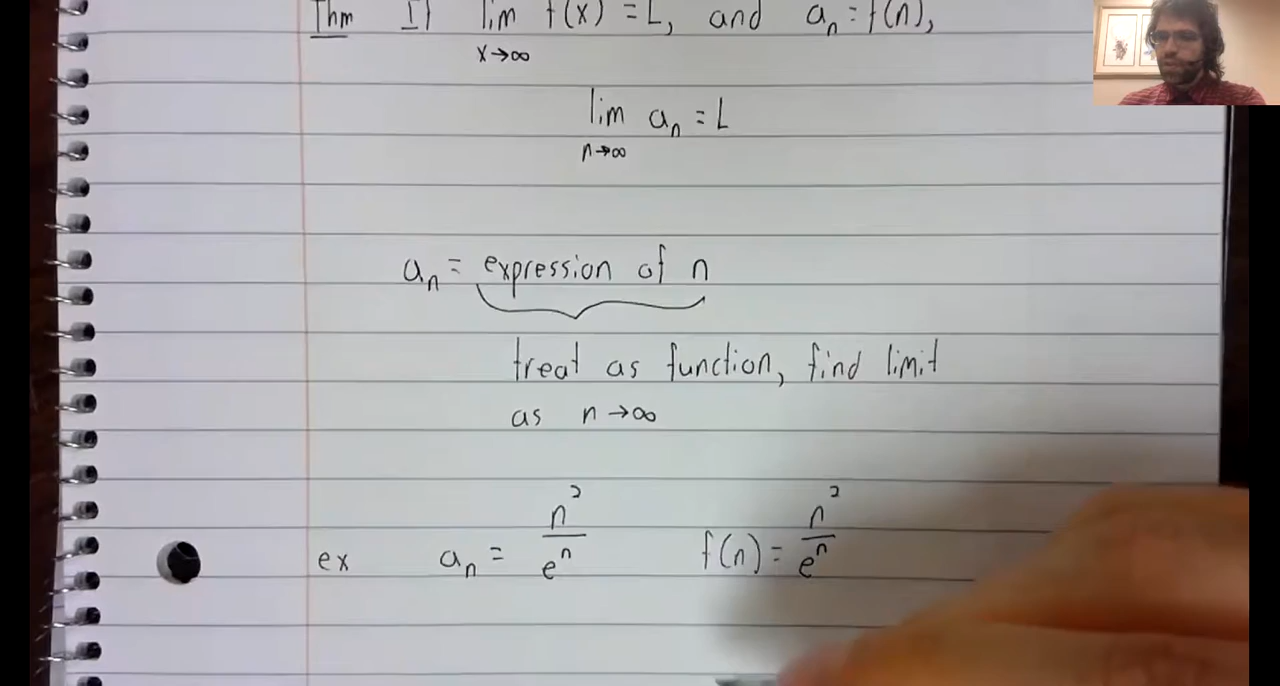 Thm If lim f(x) = L, and aₙ = f(n),
x→∞
lim aₙ = L
n→∞
aₙ = expression of n
treat as function, find limit
as n→∞
ex aₙ = n²/eⁿ f(n) = n²/eⁿ